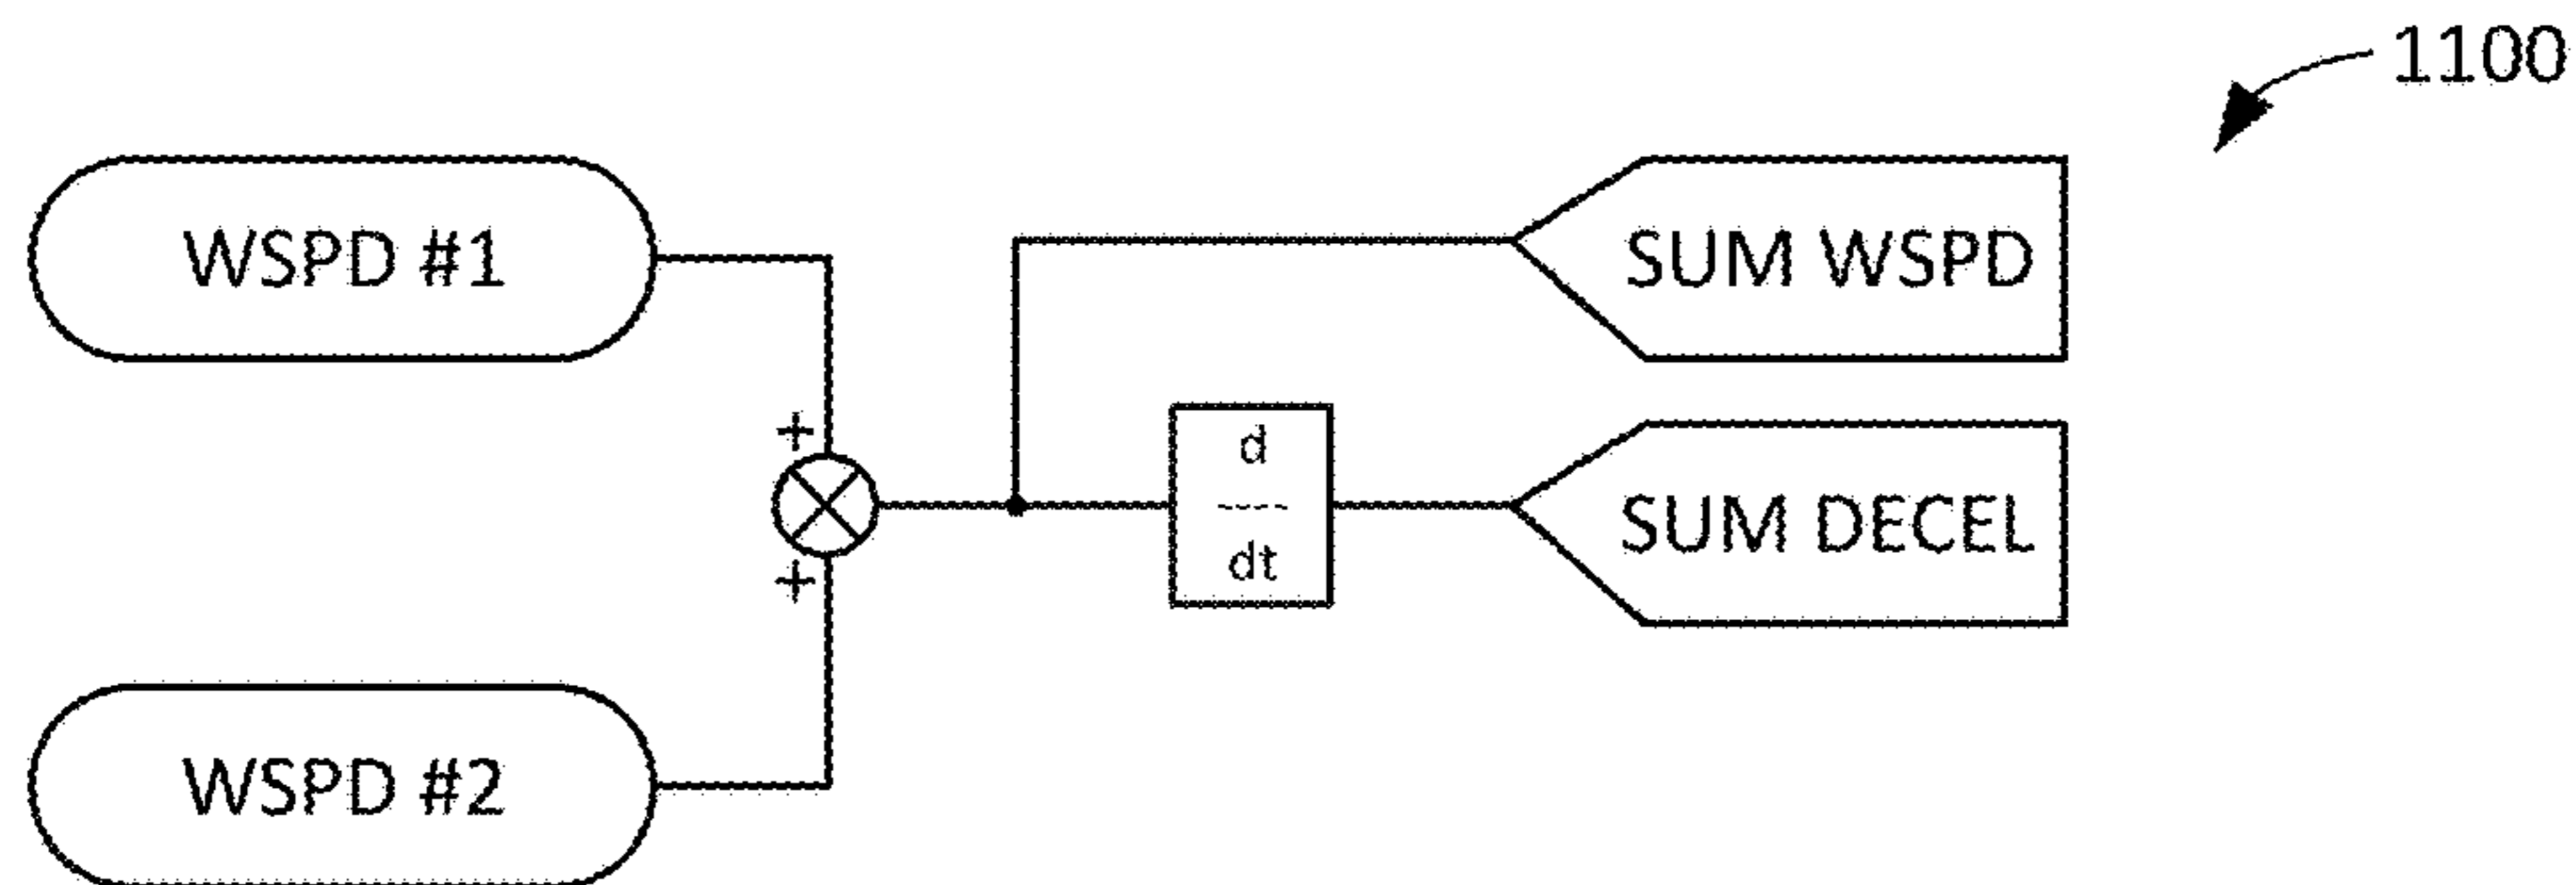 1100
WSPD #1
SUM WSPD
+
d
dt
SUM DECEL
+
WSPD #2